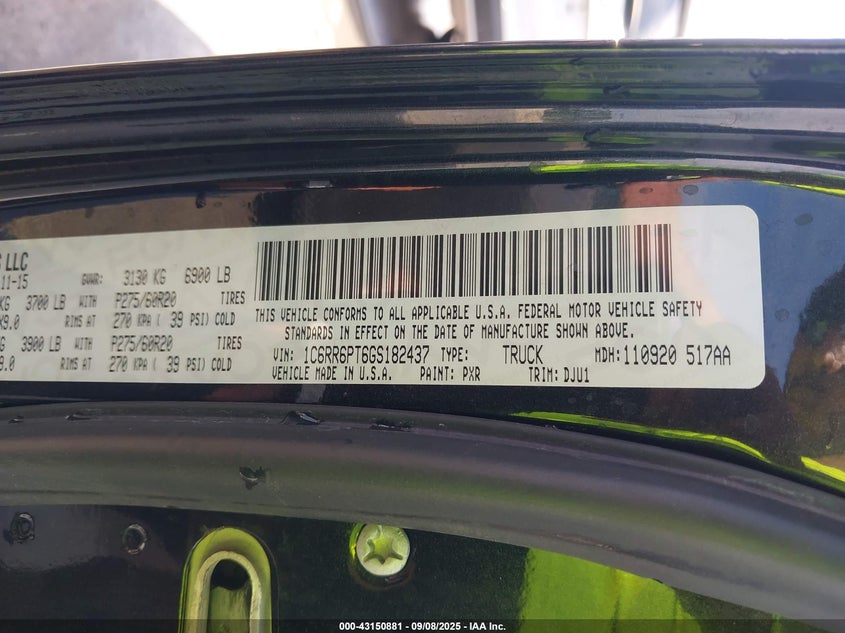 LLC
11-15 GVWR: 3130 KG 6900 LB
KG 3700 LB WITH P275/60R20 TIRES
X9.0 RIMS AT 270 KPA ( 39 PSI) COLD
3900 LB WITH P275/60R20 TIRES
9.0 RIMS AT 270 KPA ( 39 PSI) COLD
THIS VEHICLE CONFORMS TO ALL APPLICABLE U.S.A. FEDERAL MOTOR VEHICLE SAFETY
STANDARDS IN EFFECT ON THE DATE OF MANUFACTURE SHOWN ABOVE.
VIN: 1C6RR6PT6GS182437 TYPE: TRUCK MDH: 110920 517AA
VEHICLE MADE IN U.S.A. PAINT: PXR TRIM: DJU1
000-43150881 - 09/08/2025 - IAA Inc.